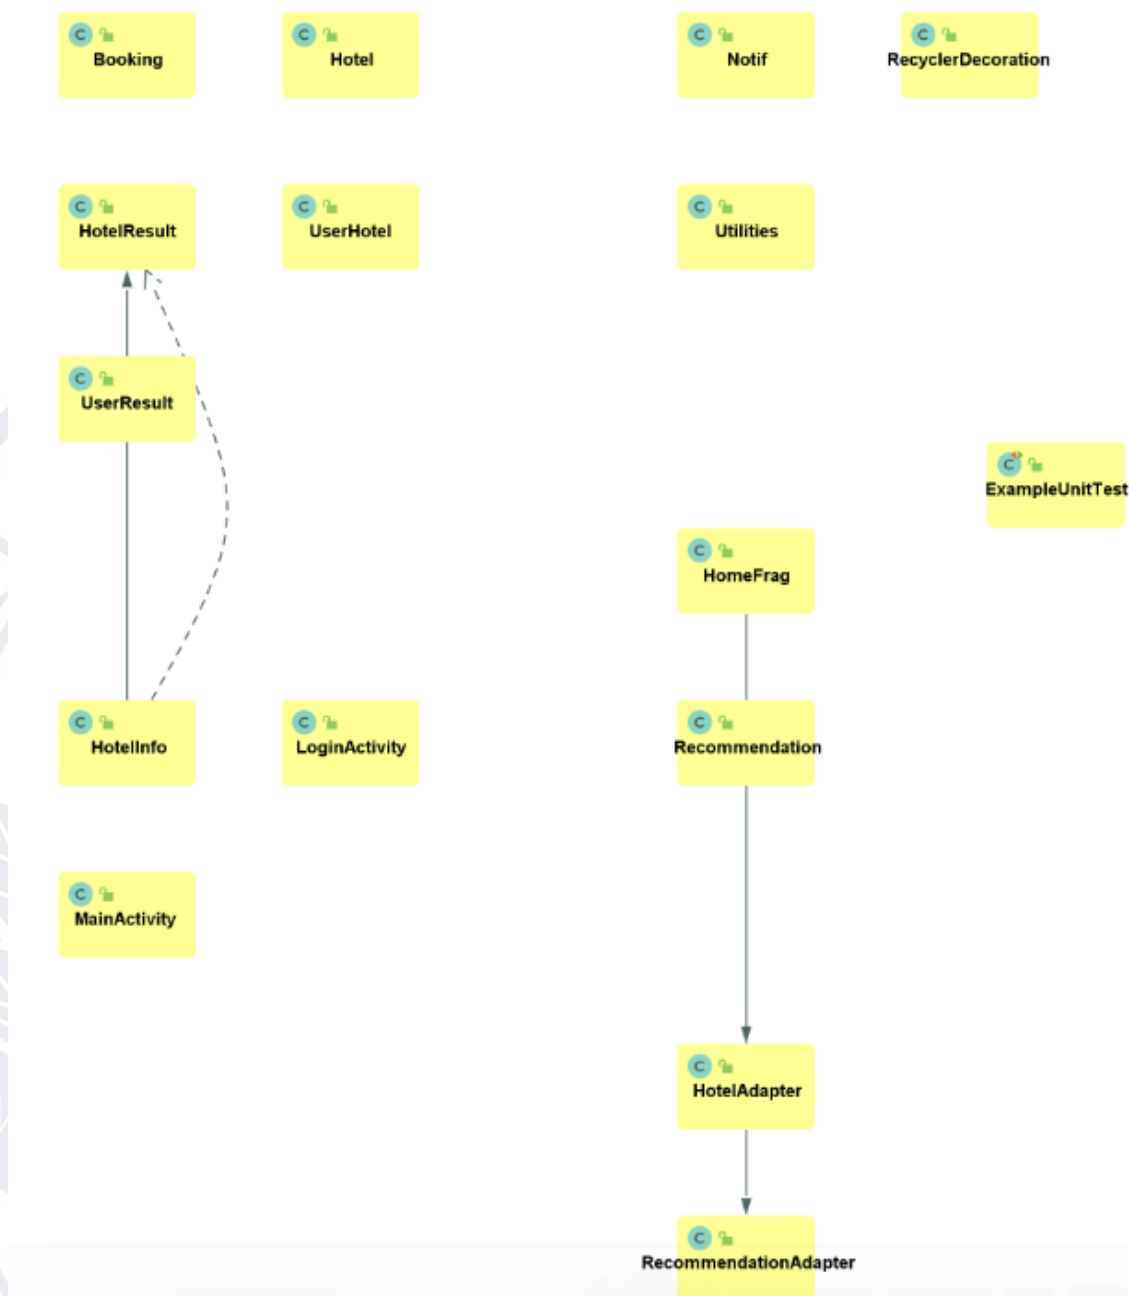 C
Booking
C
Hotel
C
Notif
C
RecyclerDecoration
C
HotelResult
C
UserHotel
C
Utilities
C
UserResult
C
ExampleUnitTest
C
HomeFrag
C
HotelInfo
C
LoginActivity
C
Recommendation
C
MainActivity
C
HotelAdapter
C
RecommendationAdapter